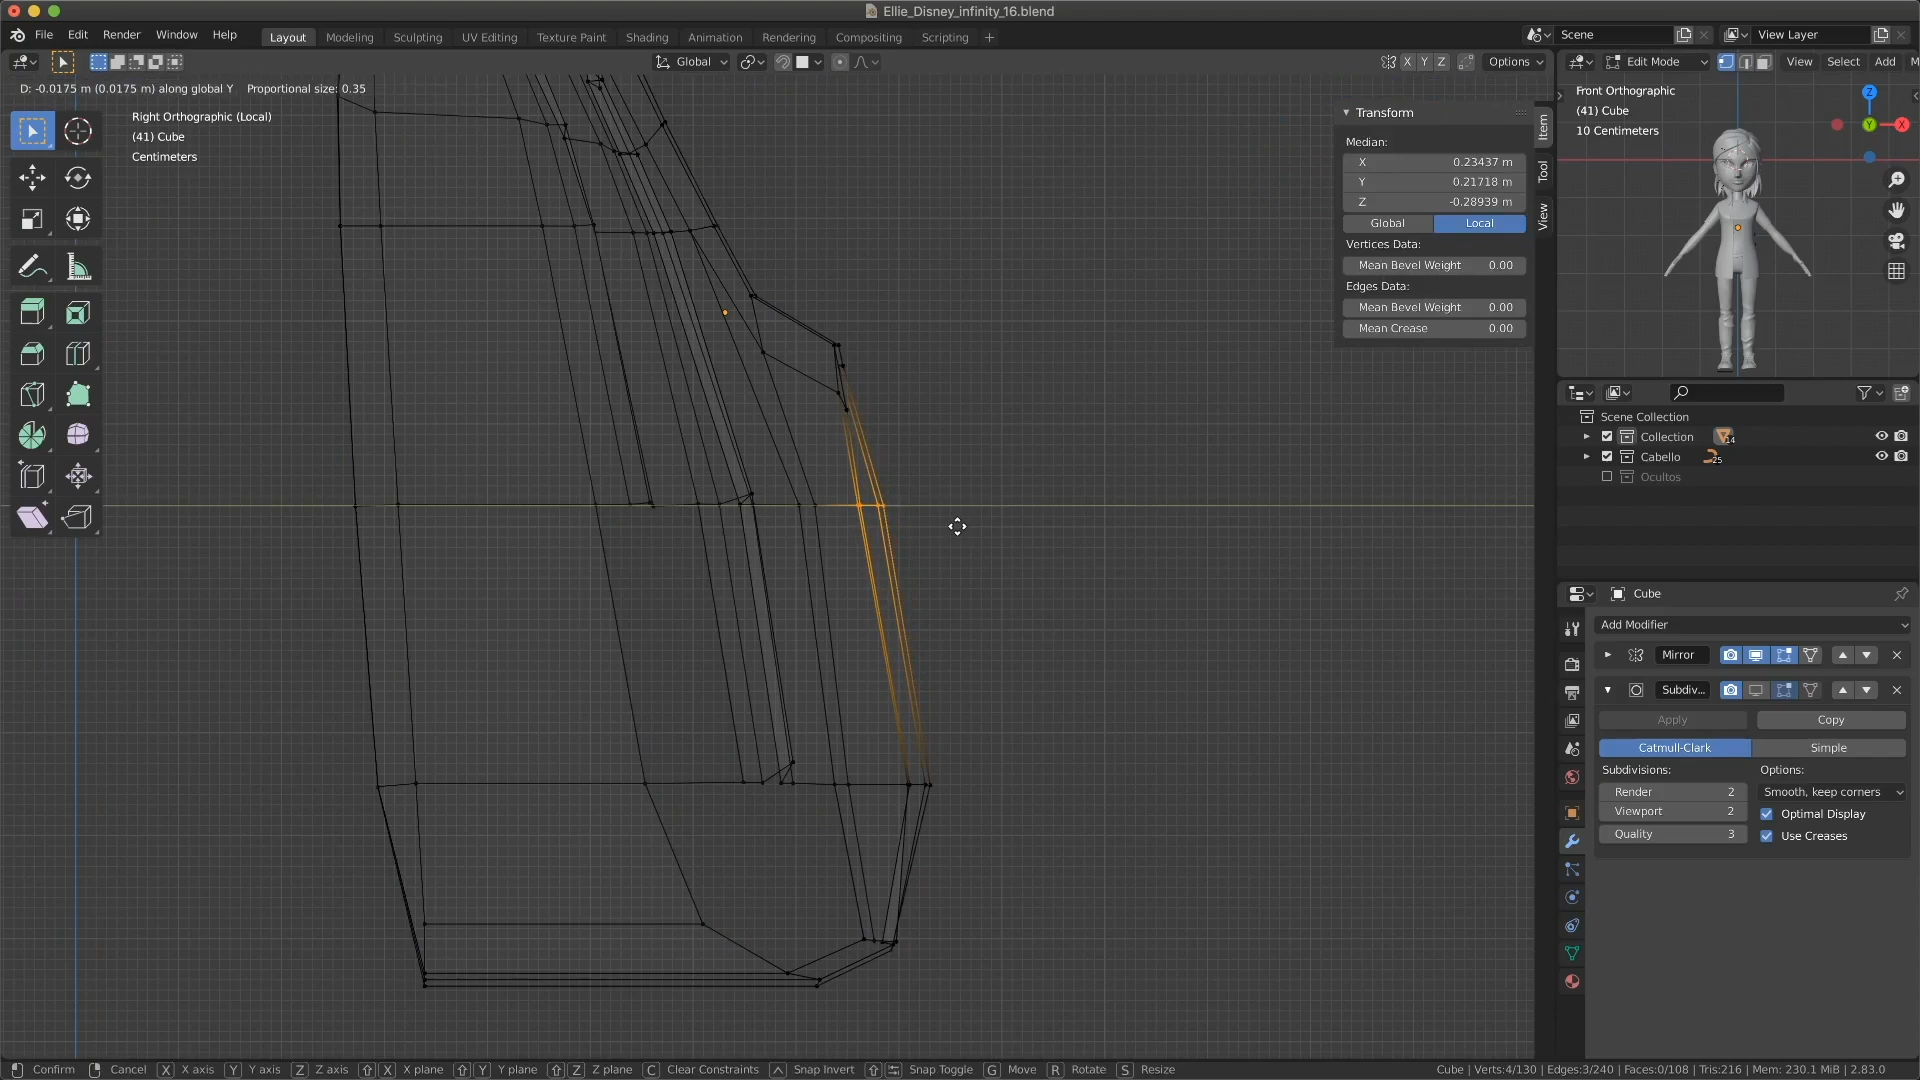 Ellie_Disney_infinity_16.blend
File Edit Render Window Help Layout Modeling Sculpting UV Editing Texture Paint Shading Animation Rendering Compositing Scripting + Scene View Layer
Global X Y Z Options Edit Mode View Select Add M
D: -0.0175 m (0.0175 m) along global Y Proportional size: 0.35
Right Orthographic (Local)
(41) Cube
Centimeters
Transform
Median:
X 0.23437 m
Y 0.21718 m
Z -0.28939 m
Global Local
Vertices Data:
Mean Bevel Weight 0.00
Edges Data:
Mean Bevel Weight 0.00
Mean Crease 0.00
Item
Tool
View
Front Orthographic
(41) Cube
10 Centimeters
Z
Y
X
Scene Collection
Collection 14
Cabello 25
Ocultos
Cube
Add Modifier
Mirror
Subdiv...
Apply Copy
Catmull-Clark Simple
Subdivisions: Options:
Render 2 Smooth, keep corners
Viewport 2 Optimal Display
Quality 3 Use Creases
Confirm Cancel X X axis Y Y axis Z Z axis X X plane Y Y plane Z Z plane C Clear Constraints Snap Invert Snap Toggle G Move R Rotate S Resize Cube | Verts:4/130 | Edges:3/240 | Faces:0/108 | Tris:216 | Mem: 230.1 MiB | 2.83.0